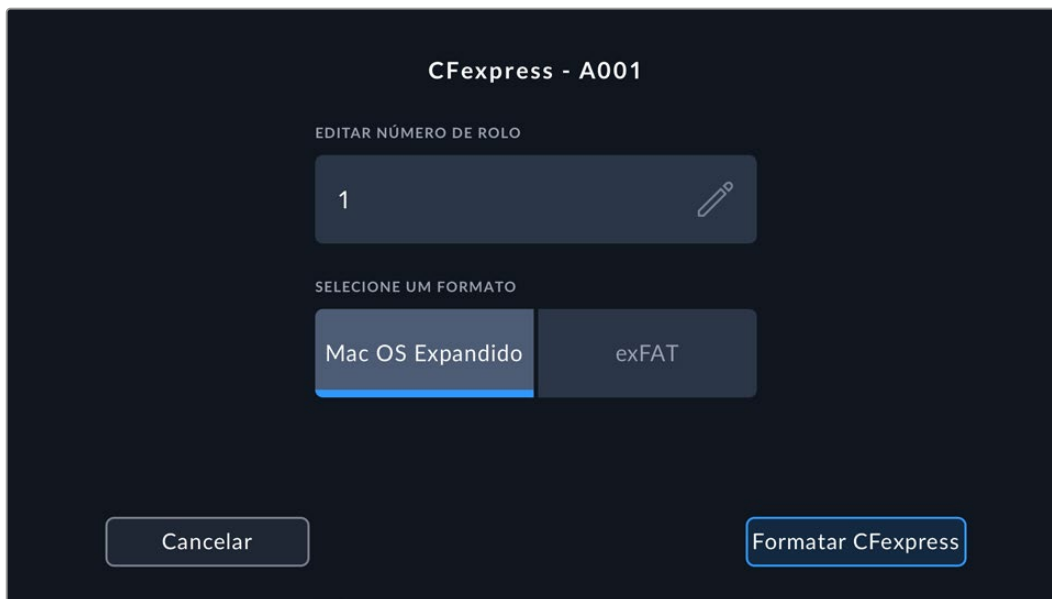 CFexpress - A001
EDITAR NÚMERO DE ROLO
1
SELECIONE UM FORMATO
Mac OS Expandido
exFAT
Cancelar
Formatar CFexpress